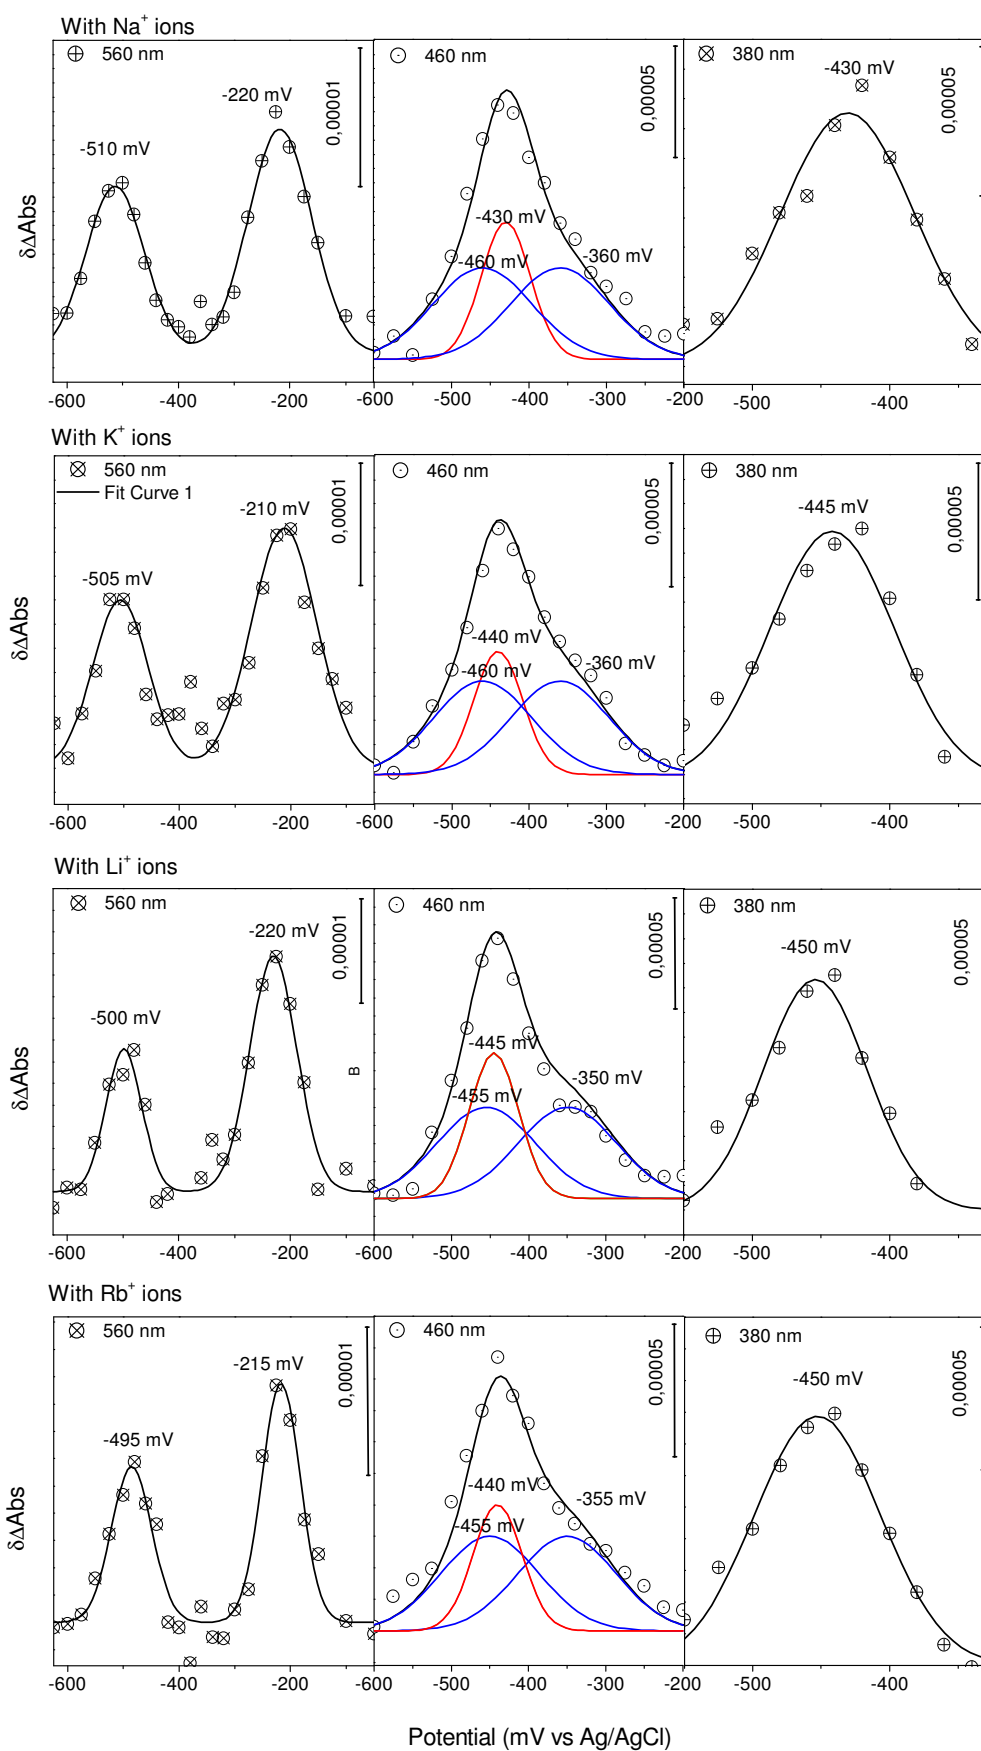 With Na⁺ ions
560 nm
460 nm
380 nm
-510 mV
-220 mV
0,00001
-430 mV
-460 mV
-360 mV
0,00005
-430 mV
0,00005
δΔAbs
-600 -400 -200
-600 -500 -400 -300 -200
-500 -400
With K⁺ ions
560 nm
Fit Curve 1
460 nm
380 nm
-505 mV
-210 mV
0,00001
-440 mV
-460 mV
-360 mV
0,00005
-445 mV
0,00005
δΔAbs
-600 -400 -200
-600 -500 -400 -300 -200
-500 -400
With Li⁺ ions
560 nm
460 nm
380 nm
-500 mV
-220 mV
0,00001
B
-445 mV
-455 mV
-350 mV
0,00005
-450 mV
0,00005
δΔAbs
-600 -400 -200
-600 -500 -400 -300 -200
-500 -400
With Rb⁺ ions
560 nm
460 nm
380 nm
-495 mV
-215 mV
0,00001
-440 mV
-455 mV
-355 mV
0,00005
-450 mV
0,00005
δΔAbs
-600 -400 -200
-600 -500 -400 -300 -200
-500 -400
Potential (mV vs Ag/AgCl)